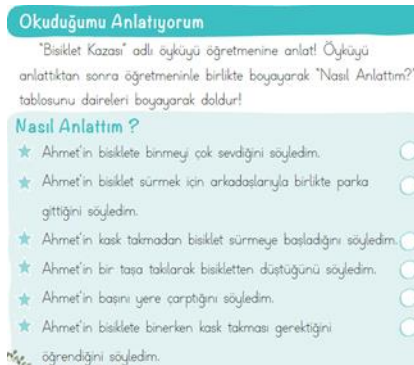 Okuduğumu Anlatıyorum
"Bisiklet Kazası" adlı öyküyü öğretmenine anlat! Öyküyü
anlattıktan sonra öğretmeninle birlikte boyayarak "Nasıl Anlattım?"
tablosunu daireleri boyayarak doldur!
Nasıl Anlattım ?
Ahmet'in bisiklete binmeyi çok sevdiğini söyledim.
Ahmet'in bisiklet sürmek için arkadaşlarıyla birlikte parka
gittiğini söyledim.
Ahmet'in kask takmadan bisiklet sürmeye başladığını söyledim.
Ahmet'in bir taşa takılarak bisikletten düştüğünü söyledim.
Ahmet'in başını yere çarptığını söyledim.
Ahmet'in bisiklete binerken kask takması gerektiğini
öğrendiğini söyledim.